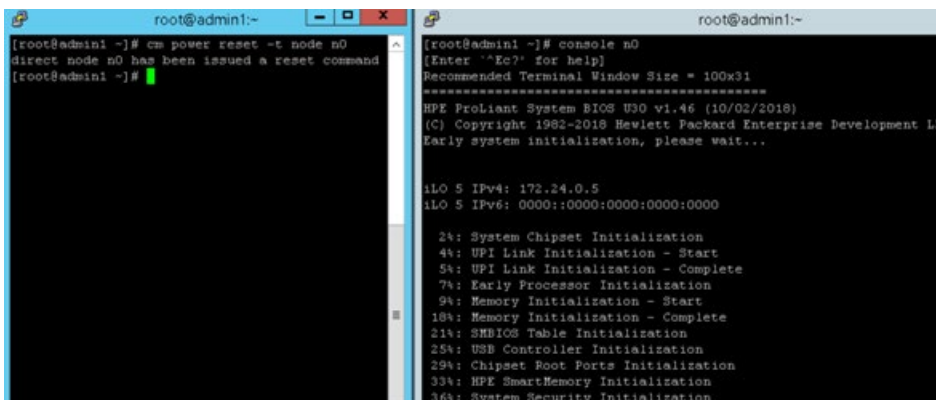 root@admin1:~
[root@admin1 ~]# cm power reset -t node n0
direct node n0 has been issued a reset command
[root@admin1 ~]#
root@admin1:~
[root@admin1 ~]# console n0
[Enter `^Ec?' for help]
Recommended Terminal Window Size = 100x31
============================================
HPE ProLiant System BIOS U30 v1.46 (10/02/2018)
(C) Copyright 1982-2018 Hewlett Packard Enterprise Development L
Early system initialization, please wait...
iLO 5 IPv4: 172.24.0.5
iLO 5 IPv6: 0000::0000:0000:0000:0000
2%: System Chipset Initialization
4%: UPI Link Initialization - Start
5%: UPI Link Initialization - Complete
7%: Early Processor Initialization
9%: Memory Initialization - Start
18%: Memory Initialization - Complete
21%: SMBIOS Table Initialization
25%: USB Controller Initialization
29%: Chipset Root Ports Initialization
33%: HPE SmartMemory Initialization
36%: System Security Initialization